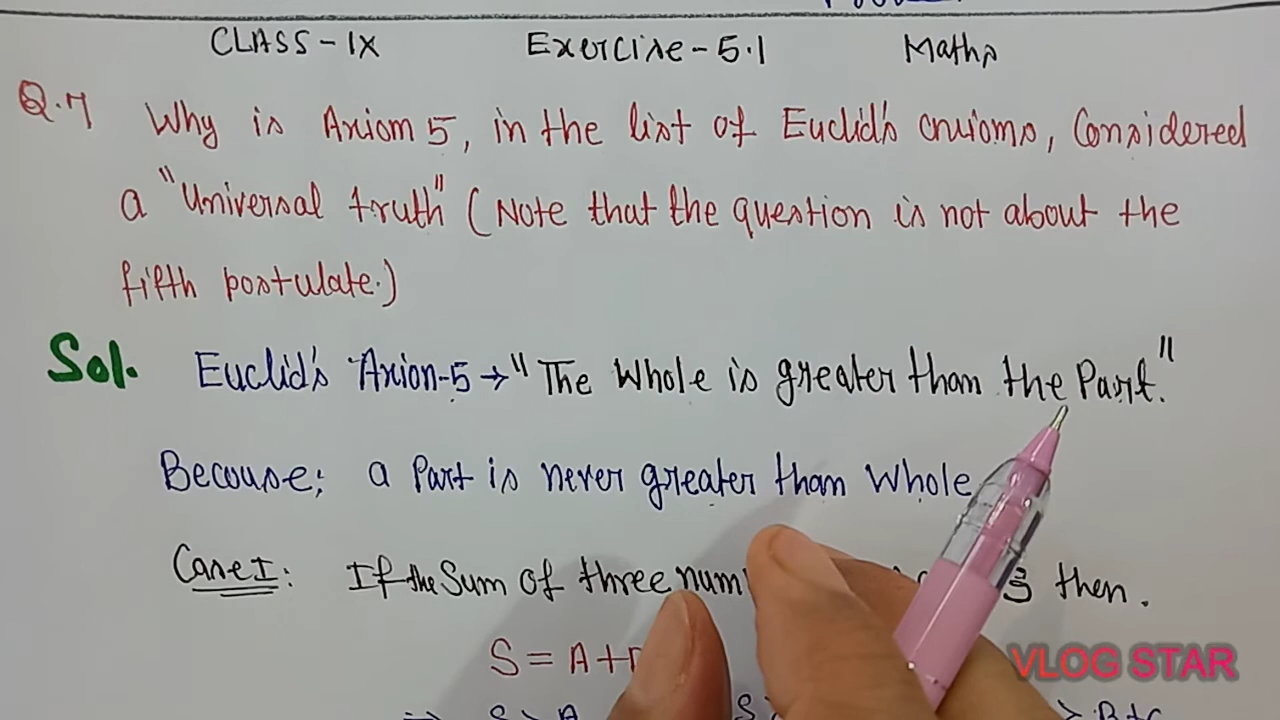 CLASS-IX Exercise-5.1 Maths
Q.7 Why is Axiom 5, in the list of Euclid's axioms, Considered
a "Universal truth" (Note that the question is not about the
fifth postulate.)
Sol. Euclid's Axion-5→"The Whole is greater than the Part."
Becouse; a Part is never greater than Whole
Case I: If the Sum of three num then.
S = A+
VLOG STAR